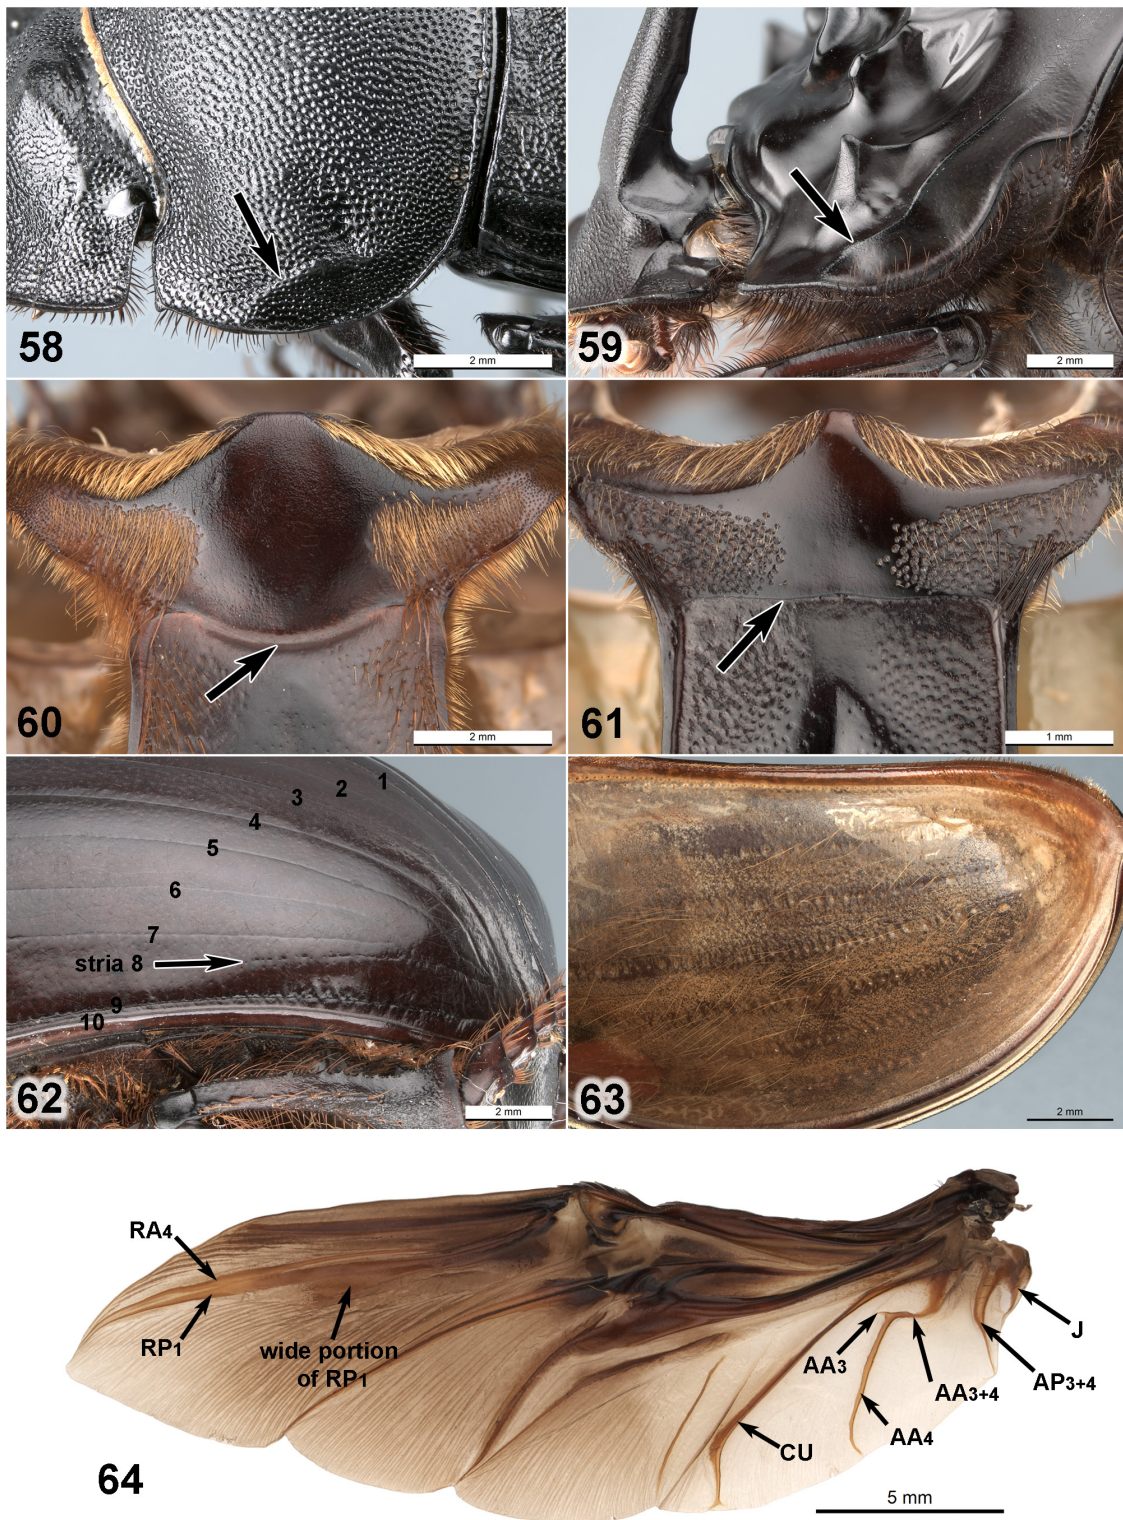 58
2 mm
59
2 mm
60
2 mm
61
1 mm
1
2
3
4
5
6
7
stria 8
9
10
62
2 mm
63
2 mm
RA4
RP1
wide portion
of RP1
J
AA3
AA3+4
AP3+4
AA4
CU
64
5 mm